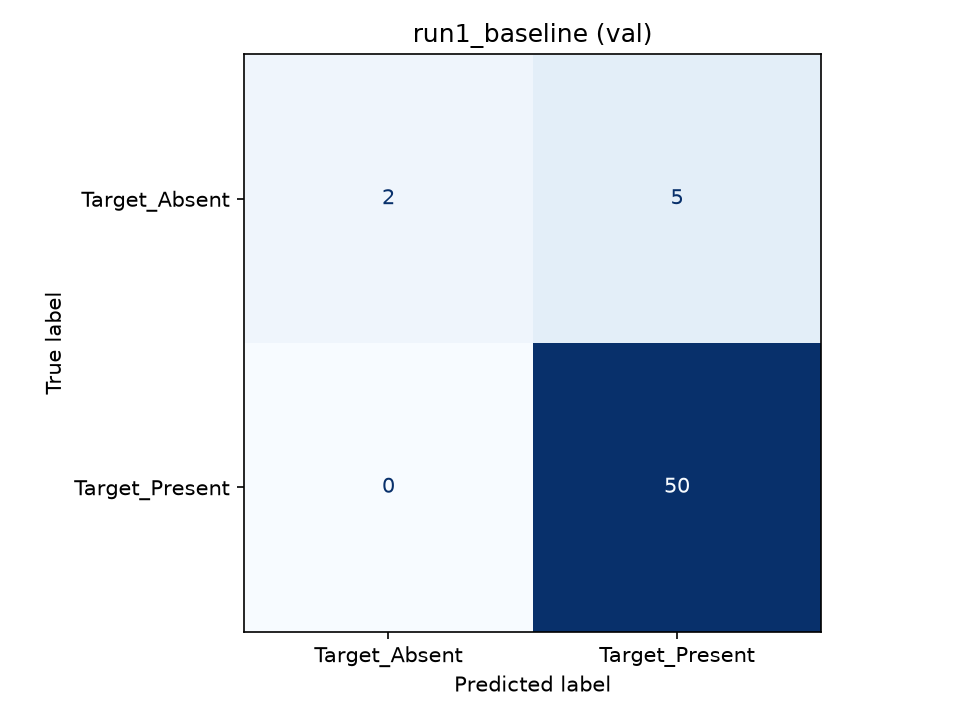 run1_baseline (val)
Target_Absent
2
5
True label
Target_Present
0
50
Target_Absent
Target_Present
Predicted label